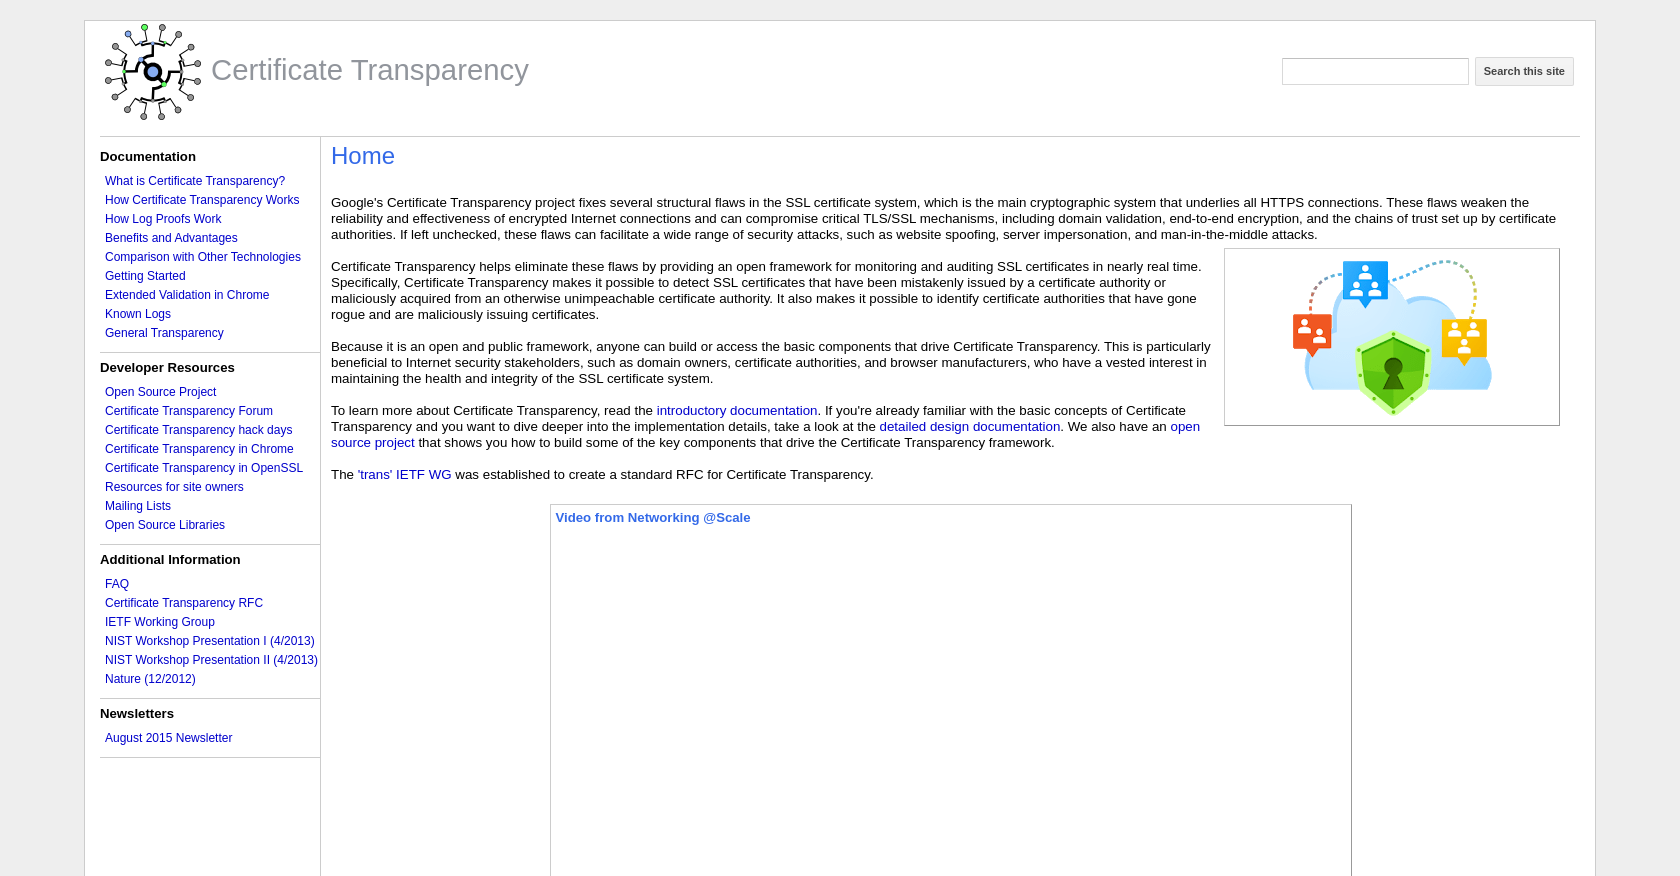 Certificate Transparency
Search this site
Documentation
What is Certificate Transparency?
How Certificate Transparency Works
How Log Proofs Work
Benefits and Advantages
Comparison with Other Technologies
Getting Started
Extended Validation in Chrome
Known Logs
General Transparency
Developer Resources
Open Source Project
Certificate Transparency Forum
Certificate Transparency hack days
Certificate Transparency in Chrome
Certificate Transparency in OpenSSL
Resources for site owners
Mailing Lists
Open Source Libraries
Additional Information
FAQ
Certificate Transparency RFC
IETF Working Group
NIST Workshop Presentation I (4/2013)
NIST Workshop Presentation II (4/2013)
Nature (12/2012)
Newsletters
August 2015 Newsletter
Home
Google's Certificate Transparency project fixes several structural flaws in the SSL certificate system, which is the main cryptographic system that underlies all HTTPS connections. These flaws weaken the
reliability and effectiveness of encrypted Internet connections and can compromise critical TLS/SSL mechanisms, including domain validation, end-to-end encryption, and the chains of trust set up by certificate
authorities. If left unchecked, these flaws can facilitate a wide range of security attacks, such as website spoofing, server impersonation, and man-in-the-middle attacks.
Certificate Transparency helps eliminate these flaws by providing an open framework for monitoring and auditing SSL certificates in nearly real time.
Specifically, Certificate Transparency makes it possible to detect SSL certificates that have been mistakenly issued by a certificate authority or
maliciously acquired from an otherwise unimpeachable certificate authority. It also makes it possible to identify certificate authorities that have gone
rogue and are maliciously issuing certificates.
Because it is an open and public framework, anyone can build or access the basic components that drive Certificate Transparency. This is particularly
beneficial to Internet security stakeholders, such as domain owners, certificate authorities, and browser manufacturers, who have a vested interest in
maintaining the health and integrity of the SSL certificate system.
To learn more about Certificate Transparency, read the introductory documentation. If you're already familiar with the basic concepts of Certificate
Transparency and you want to dive deeper into the implementation details, take a look at the detailed design documentation. We also have an open
source project that shows you how to build some of the key components that drive the Certificate Transparency framework.
The 'trans' IETF WG was established to create a standard RFC for Certificate Transparency.
Video from Networking @Scale